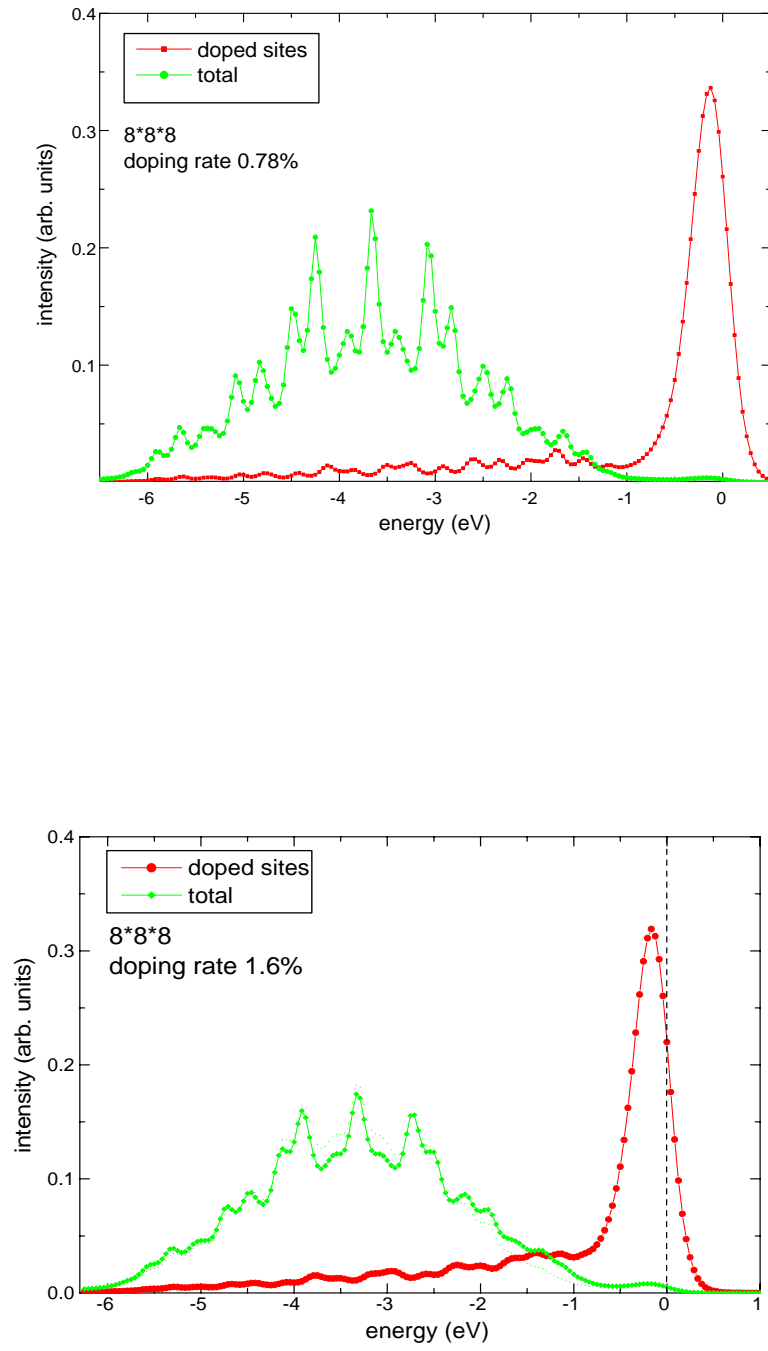 0.4
doped sites
total
8*8*8
doping rate 0.78%
0.3
0.2
0.1
intensity (arb. units)
-6 -5 -4 -3 -2 -1 0
energy (eV)
0.4
doped sites
total
8*8*8
doping rate 1.6%
0.3
0.2
0.1
0.0
intensity (arb. units)
-6 -5 -4 -3 -2 -1 0 1
energy (eV)